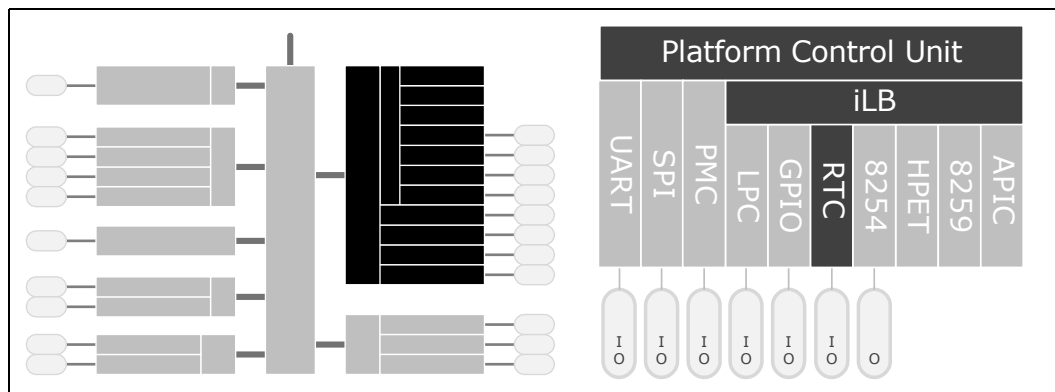 Platform Control Unit
iLB
UART
SPI
PMC
LPC
GPIO
RTC
8254
HPET
8259
APIC
I
O
I
O
I
O
I
O
I
O
I
O
O